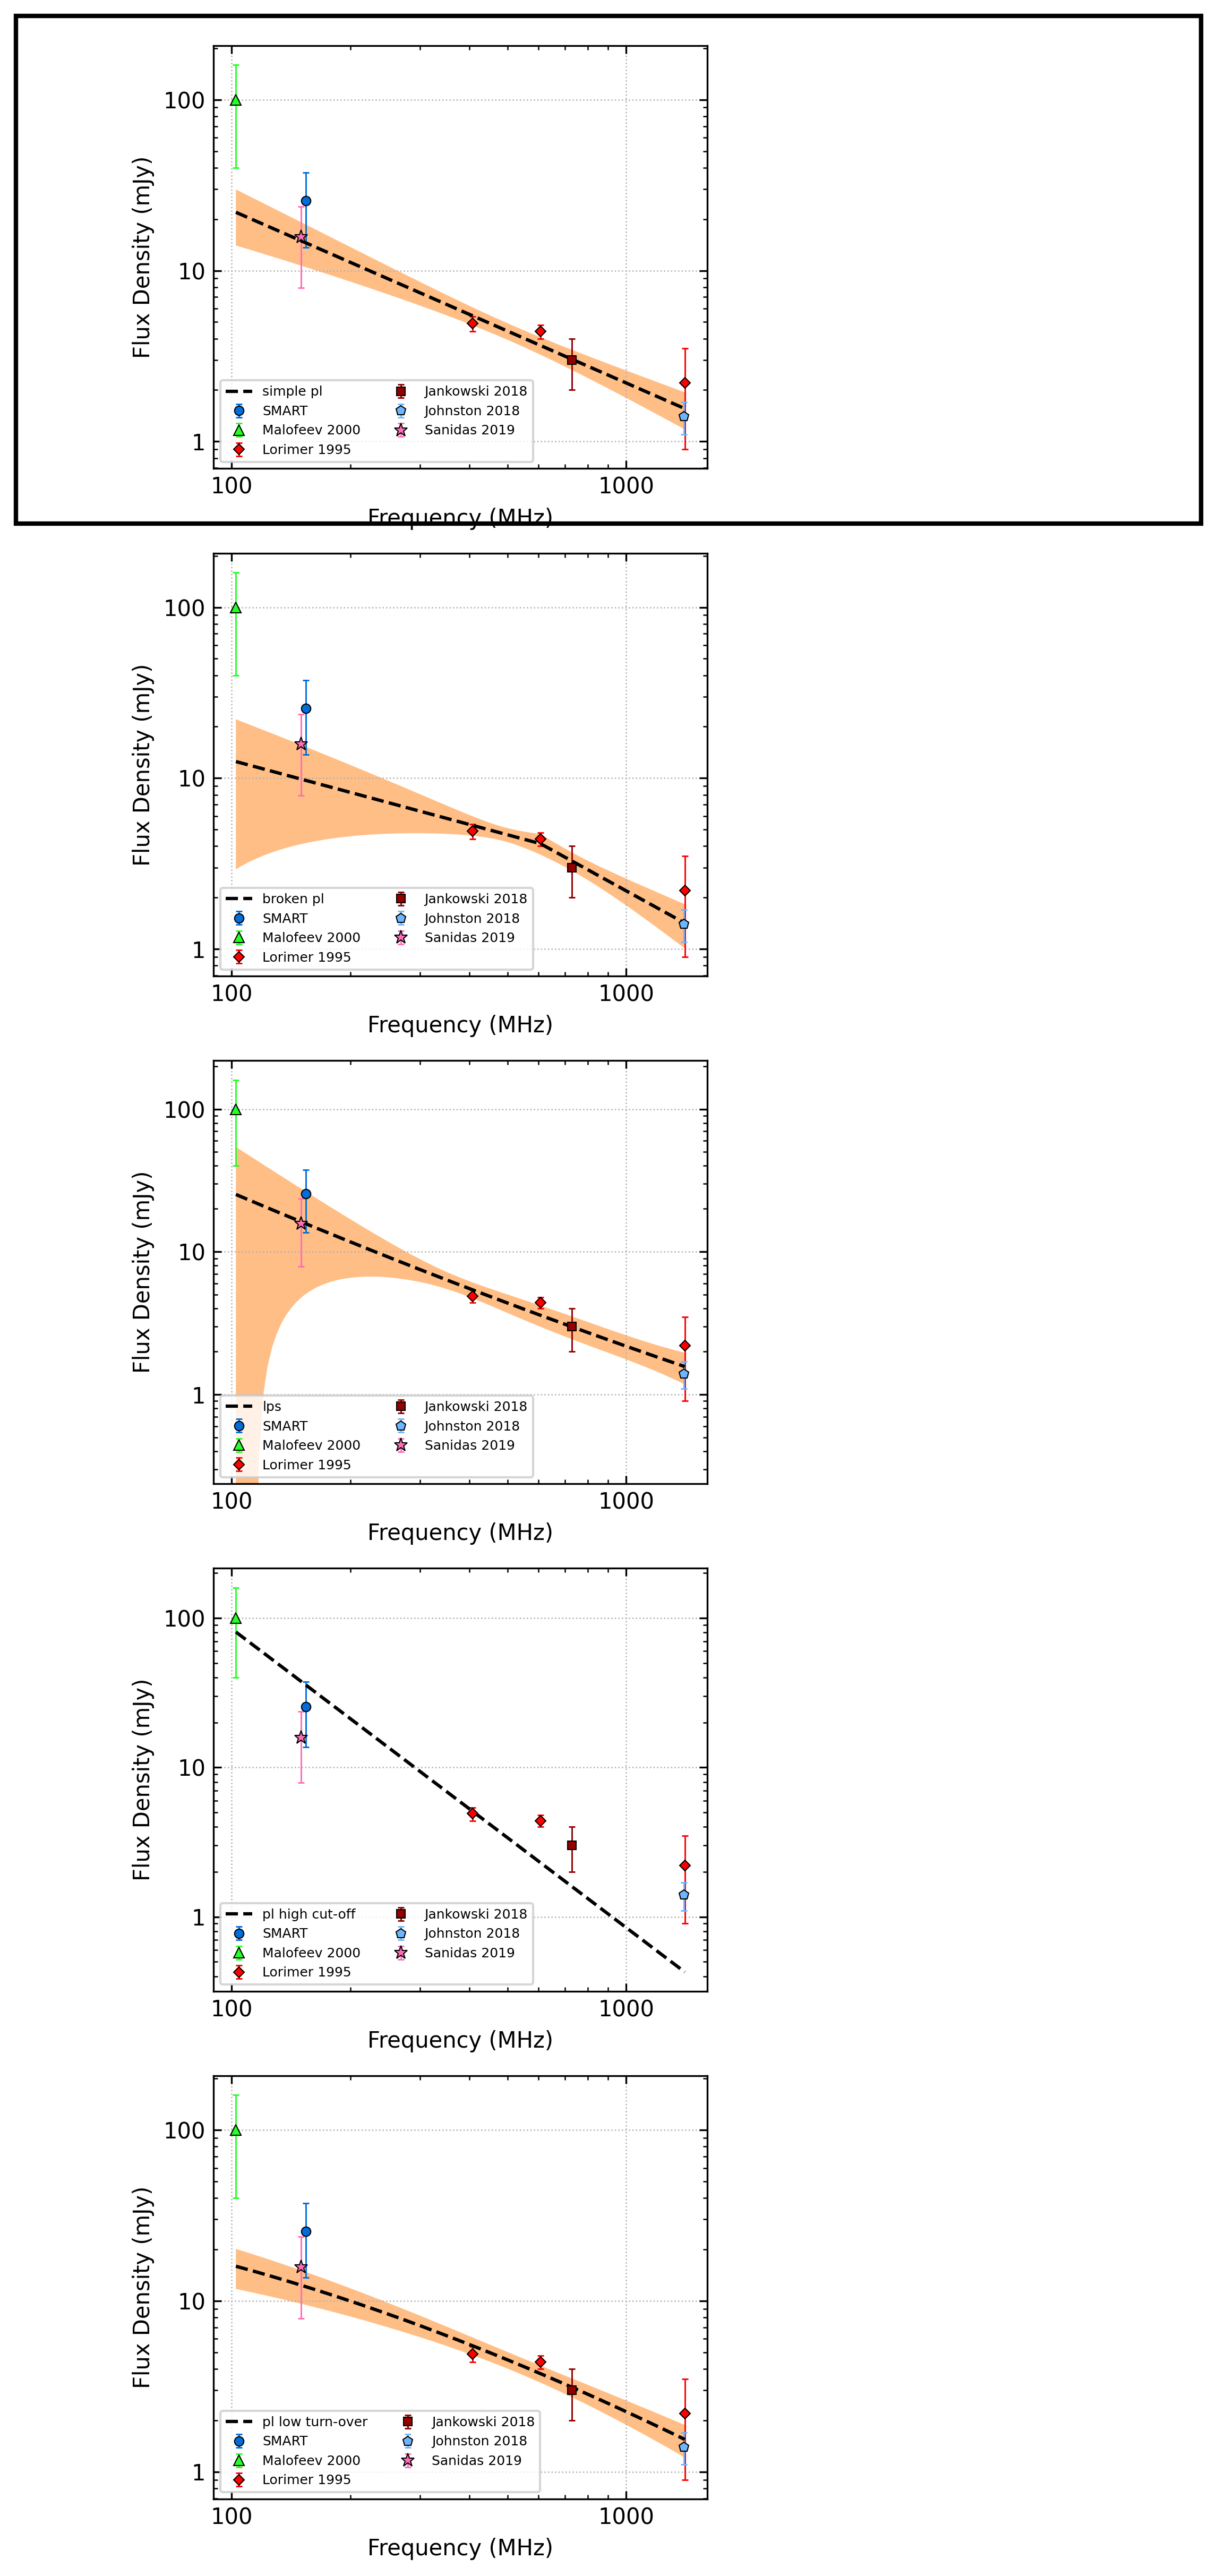 100
10
1
Flux Density (mJy)
simple pl
SMART
Malofeev 2000
Lorimer 1995
Jankowski 2018
Johnston 2018
Sanidas 2019
100 1000
Frequency (MHz)
100
10
1
Flux Density (mJy)
broken pl
SMART
Malofeev 2000
Lorimer 1995
Jankowski 2018
Johnston 2018
Sanidas 2019
100 1000
Frequency (MHz)
100
10
1
Flux Density (mJy)
lps
SMART
Malofeev 2000
Lorimer 1995
Jankowski 2018
Johnston 2018
Sanidas 2019
100 1000
Frequency (MHz)
100
10
1
Flux Density (mJy)
pl high cut-off
SMART
Malofeev 2000
Lorimer 1995
Jankowski 2018
Johnston 2018
Sanidas 2019
100 1000
Frequency (MHz)
100
10
1
Flux Density (mJy)
pl low turn-over
SMART
Malofeev 2000
Lorimer 1995
Jankowski 2018
Johnston 2018
Sanidas 2019
100 1000
Frequency (MHz)